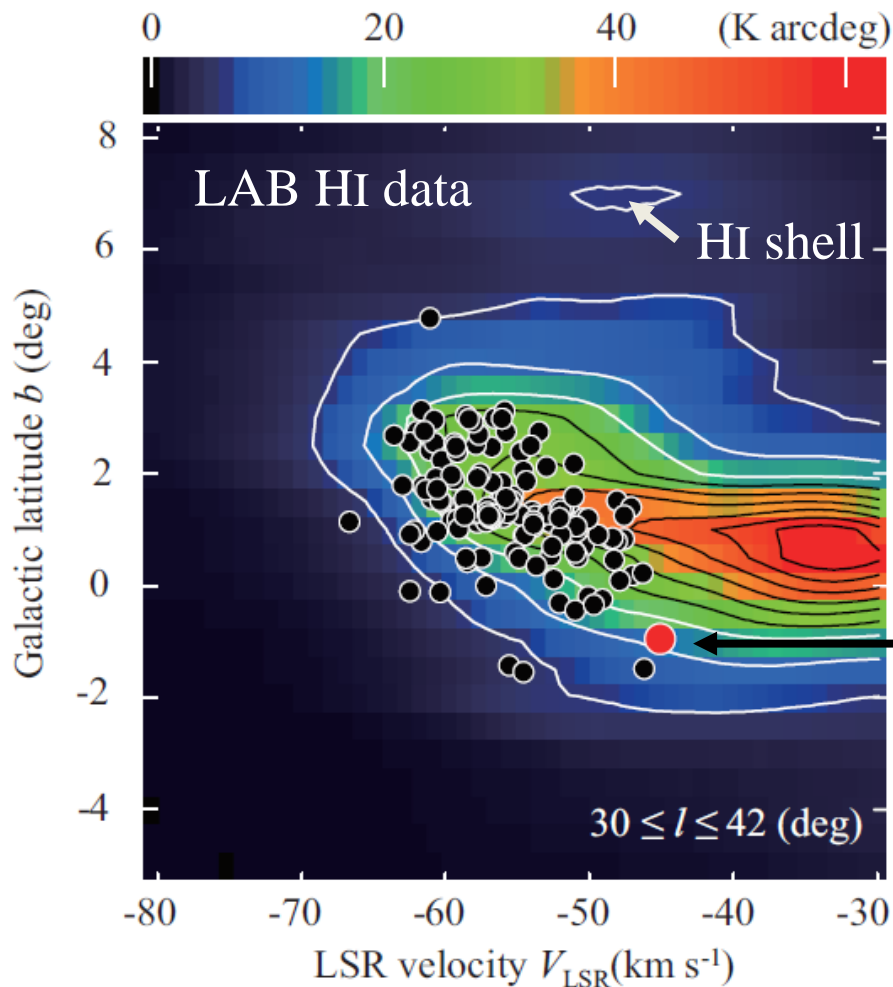 0 20 40 (K arcdeg)
LAB HI data
HI shell
8
6
4
2
0
-2
-4
Galactic latitude b (deg)
30 ≤ l ≤ 42 (deg)
-80 -70 -60 -50 -40 -30
LSR velocity V_LSR(km s⁻¹)